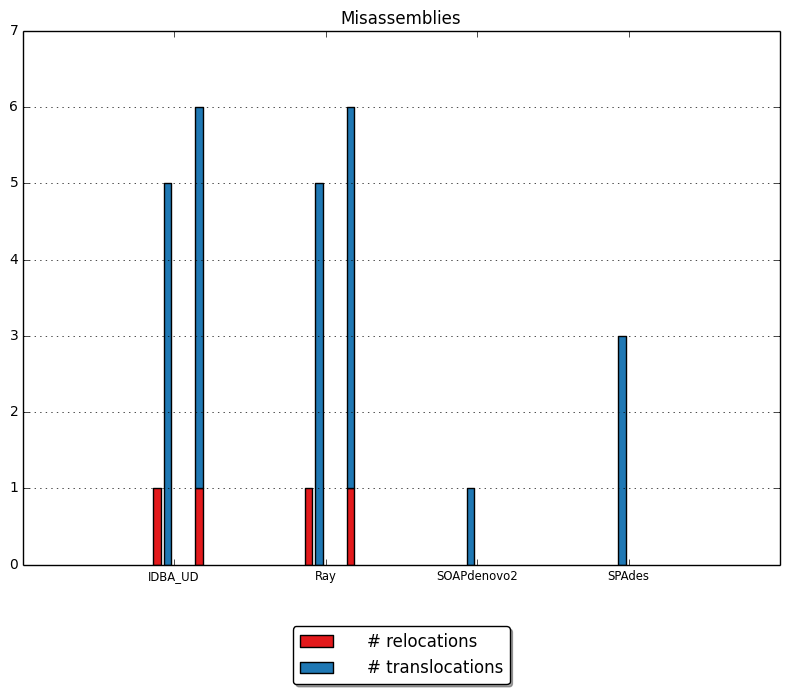 Misassemblies
7
6
5
4
3
2
1
0
IDBA_UD Ray SOAPdenovo2 SPAdes
# relocations
# translocations